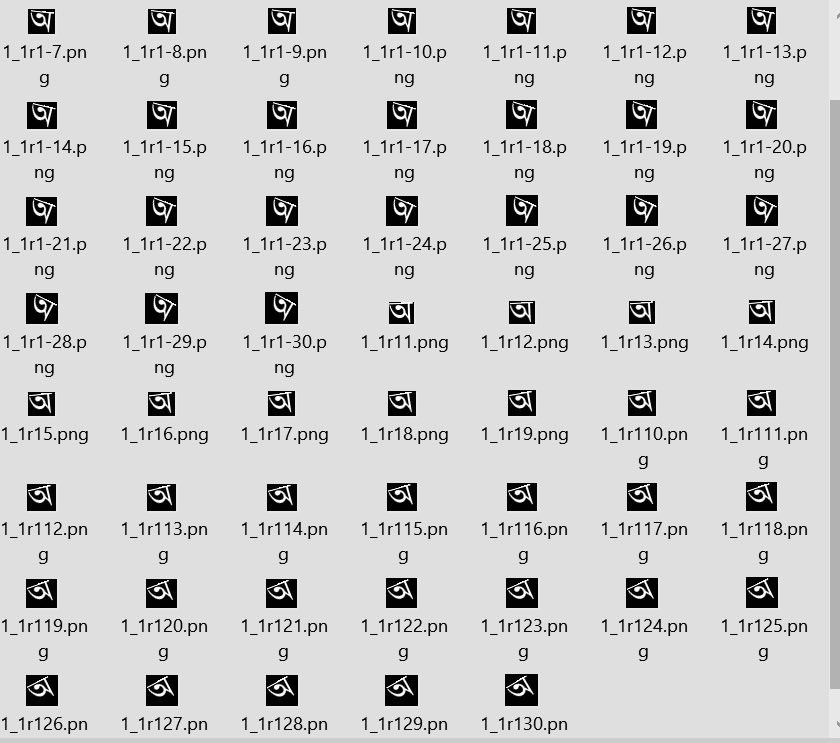 অ অ অ অ অ অ অ
1_1r1-7.pn 1_1r1-8.pn 1_1r1-9.pn 1_1r1-10.p 1_1r1-11.p 1_1r1-12.p 1_1r1-13.p
g g g ng ng ng ng
অ অ অ অ অ অ অ
1_1r1-14.p 1_1r1-15.p 1_1r1-16.p 1_1r1-17.p 1_1r1-18.p 1_1r1-19.p 1_1r1-20.p
ng ng ng ng ng ng ng
অ অ অ অ অ অ অ
1_1r1-21.p 1_1r1-22.p 1_1r1-23.p 1_1r1-24.p 1_1r1-25.p 1_1r1-26.p 1_1r1-27.p
ng ng ng ng ng ng ng
অ অ অ অ অ অ অ
1_1r1-28.p 1_1r1-29.p 1_1r1-30.p 1_1r11.png 1_1r12.png 1_1r13.png 1_1r14.png
ng ng ng
অ অ অ অ অ অ অ
1_1r15.png 1_1r16.png 1_1r17.png 1_1r18.png 1_1r19.png 1_1r110.pn 1_1r111.pn
g g
অ অ অ অ অ অ অ
1_1r112.pn 1_1r113.pn 1_1r114.pn 1_1r115.pn 1_1r116.pn 1_1r117.pn 1_1r118.pn
g g g g g g g
অ অ অ অ অ অ অ
1_1r119.pn 1_1r120.pn 1_1r121.pn 1_1r122.pn 1_1r123.pn 1_1r124.pn 1_1r125.pn
g g g g g g g
অ অ অ অ অ
1_1r126.pn 1_1r127.pn 1_1r128.pn 1_1r129.pn 1_1r130.pn